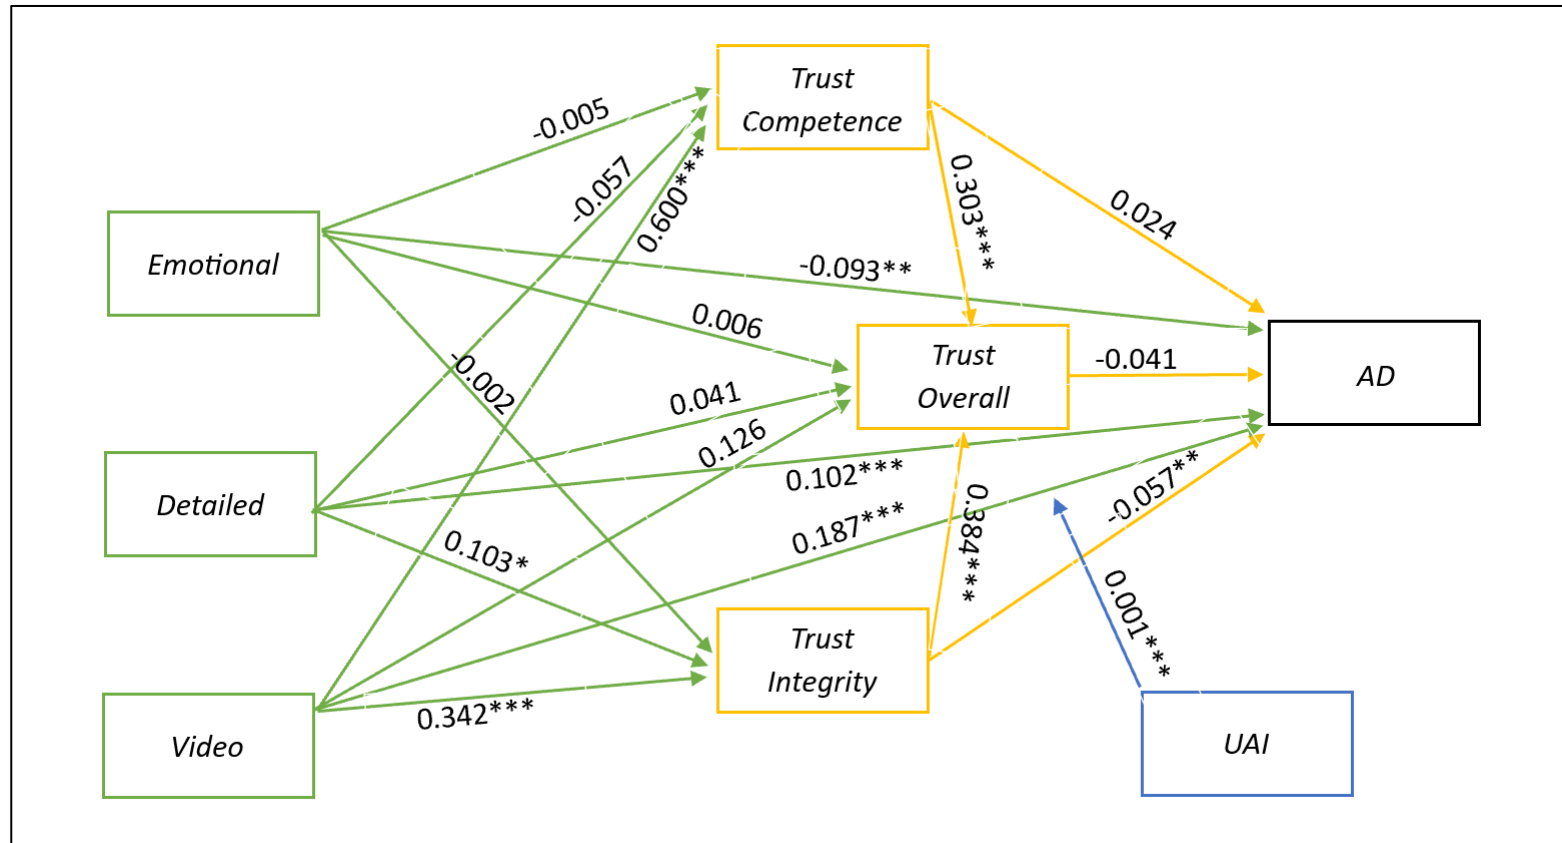 Trust
Competence
-0.005
-0.057
0.600***
0.303***
0.024
Emotional
-0.093**
0.006
Trust
Overall
-0.041
AD
-0.002
0.041
0.126
0.102***
-0.057**
Detailed
0.187***
0.384***
0.103*
0.001***
Trust
Integrity
0.342***
Video
UAI